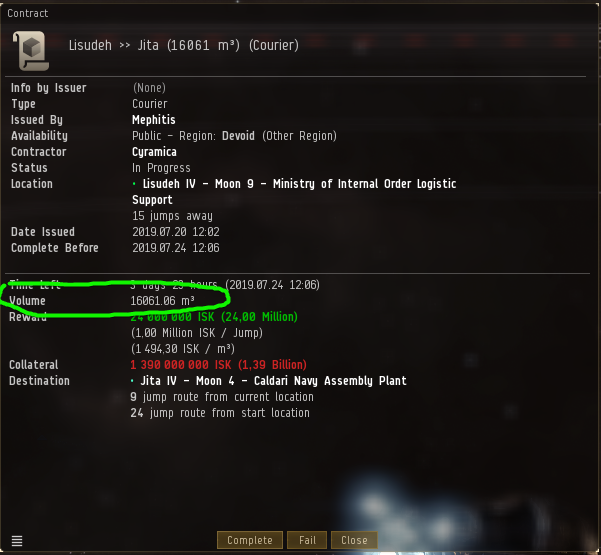 Contract
Lisudeh >> Jita (16061 m³) (Courier)
Info by Issuer (None)
Type Courier
Issued By Mephitis
Availability Public – Region: Devoid (Other Region)
Contractor Cyramica
Status In Progress
Location • Lisudeh IV – Moon 9 – Ministry of Internal Order Logistic
Support
15 jumps away
Date Issued 2019.07.20 12:02
Complete Before 2019.07.24 12:06
Time Left 3 days 23 hours (2019.07.24 12:06)
Volume 16061.06 m³
Reward 24 000 000 ISK (24,00 Million)
(1,00 Million ISK / Jump)
(1 494,30 ISK / m³)
Collateral 1 390 000 000 ISK (1,39 Billion)
Destination • Jita IV – Moon 4 – Caldari Navy Assembly Plant
9 jump route from current location
24 jump route from start location
Complete Fail Close